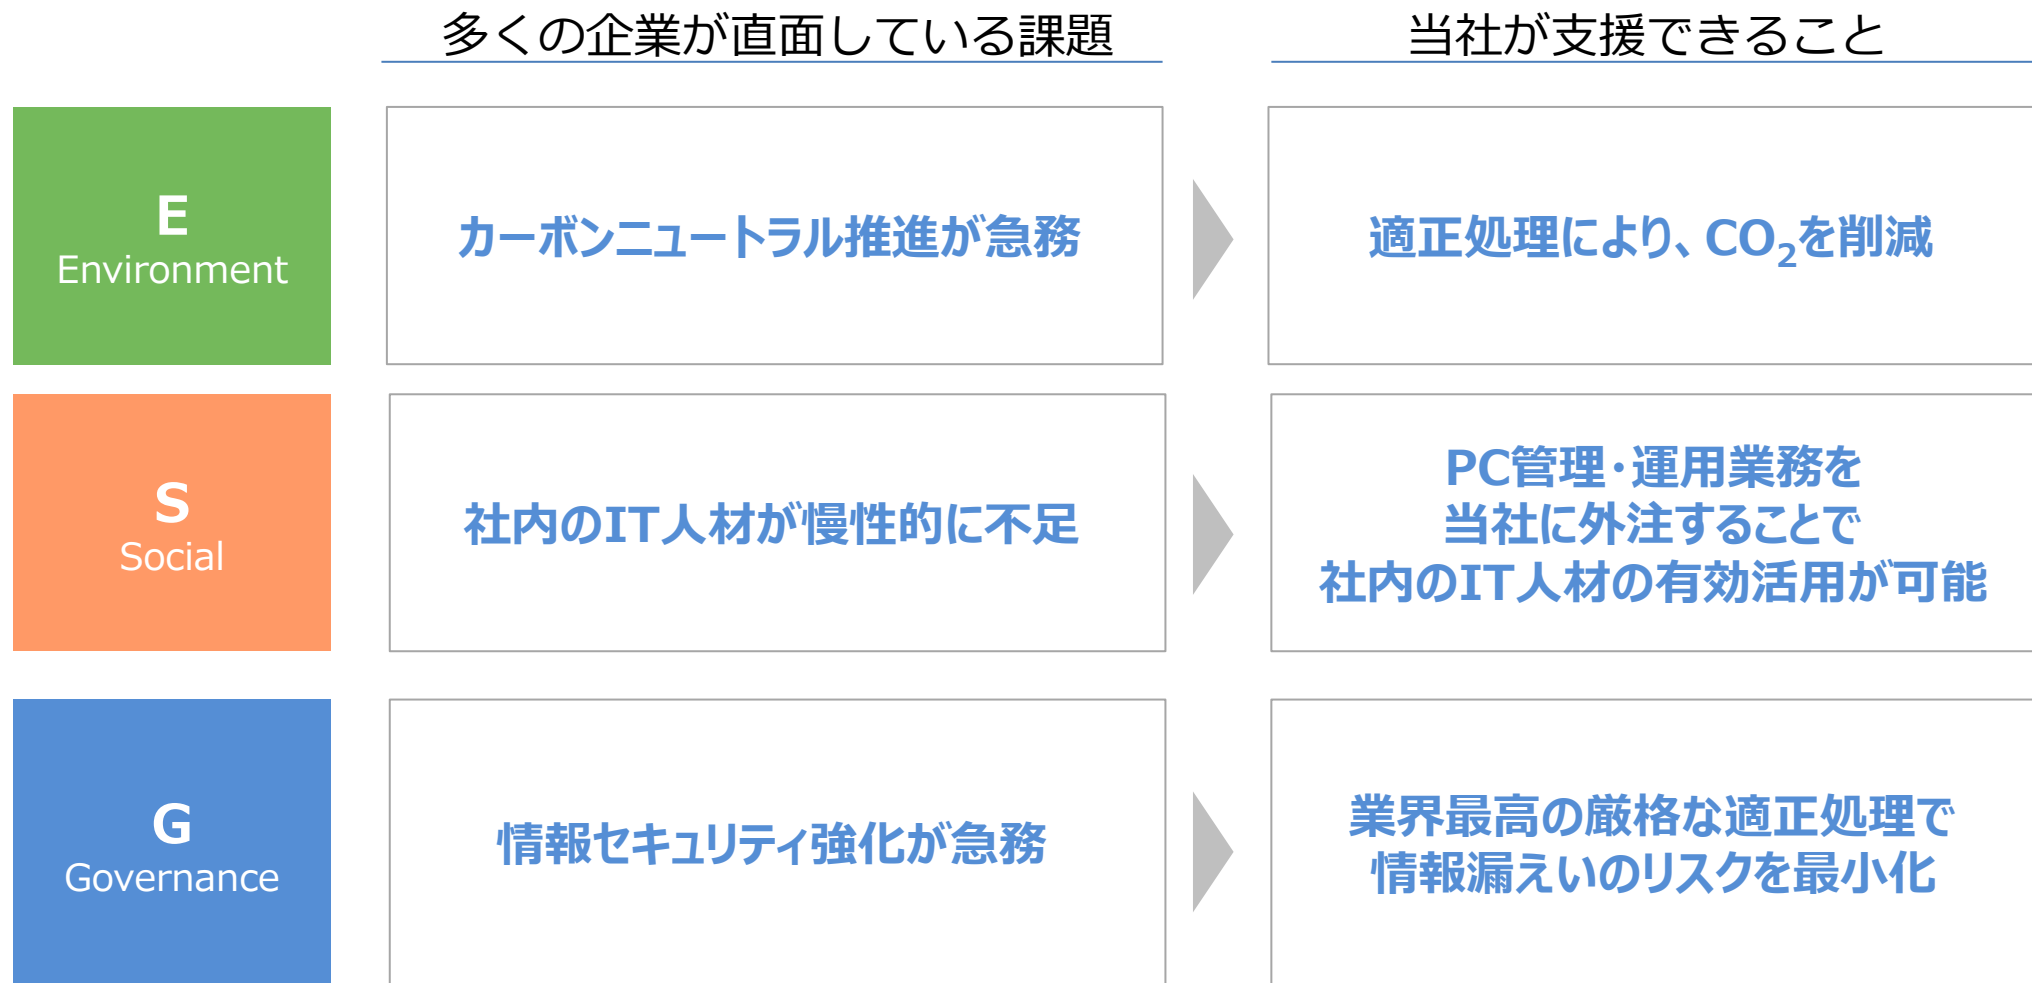 多くの企業が直面している課題
当社が支援できること
E
Environment
カーボンニュートラル推進が急務
適正処理により、CO₂を削減
S
Social
社内のIT人材が慢性的に不足
PC管理・運用業務を
当社に外注することで
社内のIT人材の有効活用が可能
G
Governance
情報セキュリティ強化が急務
業界最高の厳格な適正処理で
情報漏えいのリスクを最小化